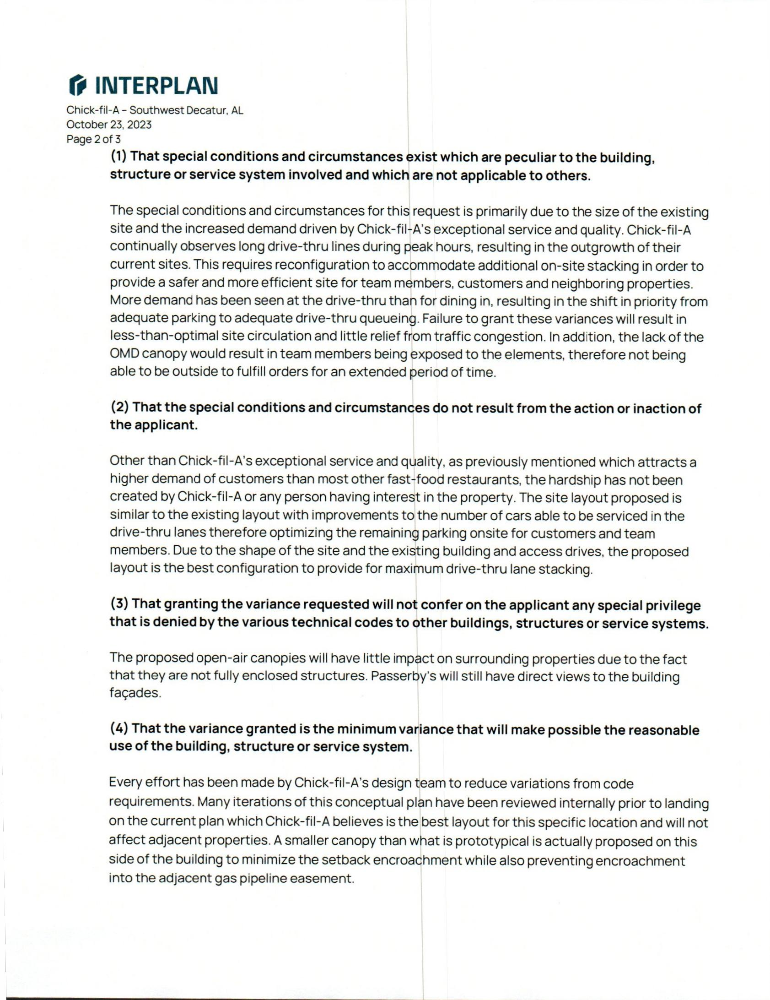 INTERPLAN
Chick-fil-A – Southwest Decatur, AL
October 23, 2023
Page 2 of 3
(1) That special conditions and circumstances exist which are peculiar to the building,
structure or service system involved and which are not applicable to others.
The special conditions and circumstances for this request is primarily due to the size of the existing
site and the increased demand driven by Chick-fil-A's exceptional service and quality. Chick-fil-A
continually observes long drive-thru lines during peak hours, resulting in the outgrowth of their
current sites. This requires reconfiguration to accommodate additional on-site stacking in order to
provide a safer and more efficient site for team members, customers and neighboring properties.
More demand has been seen at the drive-thru than for dining in, resulting in the shift in priority from
adequate parking to adequate drive-thru queueing. Failure to grant these variances will result in
less-than-optimal site circulation and little relief from traffic congestion. In addition, the lack of the
OMD canopy would result in team members being exposed to the elements, therefore not being
able to be outside to fulfill orders for an extended period of time.
(2) That the special conditions and circumstances do not result from the action or inaction of
the applicant.
Other than Chick-fil-A's exceptional service and quality, as previously mentioned which attracts a
higher demand of customers than most other fast-food restaurants, the hardship has not been
created by Chick-fil-A or any person having interest in the property. The site layout proposed is
similar to the existing layout with improvements to the number of cars able to be serviced in the
drive-thru lanes therefore optimizing the remaining parking onsite for customers and team
members. Due to the shape of the site and the existing building and access drives, the proposed
layout is the best configuration to provide for maximum drive-thru lane stacking.
(3) That granting the variance requested will not confer on the applicant any special privilege
that is denied by the various technical codes to other buildings, structures or service systems.
The proposed open-air canopies will have little impact on surrounding properties due to the fact
that they are not fully enclosed structures. Passerby's will still have direct views to the building
façades.
(4) That the variance granted is the minimum variance that will make possible the reasonable
use of the building, structure or service system.
Every effort has been made by Chick-fil-A's design team to reduce variations from code
requirements. Many iterations of this conceptual plan have been reviewed internally prior to landing
on the current plan which Chick-fil-A believes is the best layout for this specific location and will not
affect adjacent properties. A smaller canopy than what is prototypical is actually proposed on this
side of the building to minimize the setback encroachment while also preventing encroachment
into the adjacent gas pipeline easement.